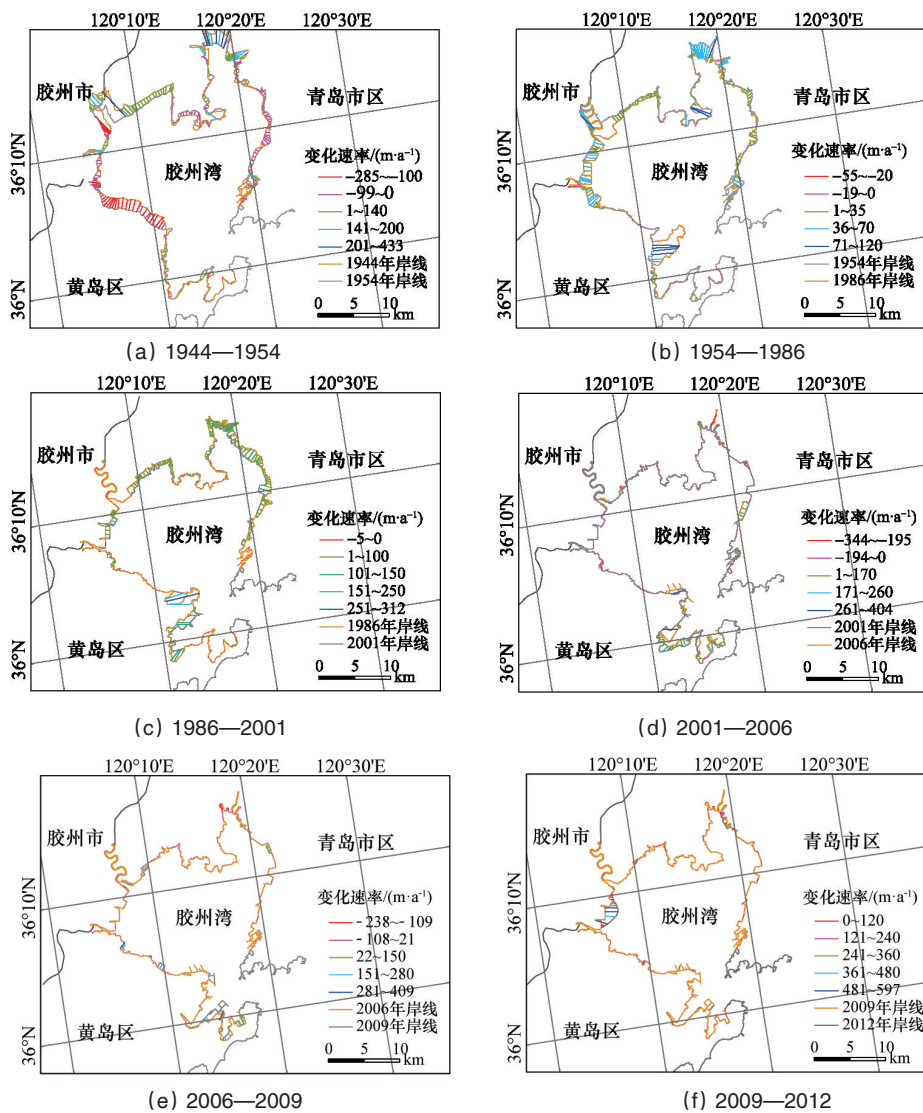 120°10′E 120°20′E 120°30′E
胶州市
青岛市区
36°10′N
胶州湾
变化速率/(m·a⁻¹)
−285~−100
−99~0
1~140
141~200
201~433
1944年岸线
1954年岸线
黄岛区
36°N
0 5 10
km
(a) 1944—1954
120°10′E 120°20′E 120°30′E
胶州市
青岛市区
36°10′N
胶州湾
变化速率/(m·a⁻¹)
−55~−20
−19~0
1~35
36~70
71~120
1954年岸线
1986年岸线
黄岛区
36°N
0 5 10
km
(b) 1954—1986
120°10′E 120°20′E 120°30′E
胶州市
青岛市区
36°10′N
胶州湾
变化速率/(m·a⁻¹)
−5~0
1~100
101~150
151~250
251~312
1986年岸线
2001年岸线
黄岛区
36°N
0 5 10
km
(c) 1986—2001
120°10′E 120°20′E 120°30′E
胶州市
青岛市区
36°10′N
胶州湾
变化速率/(m·a⁻¹)
−344~−195
−194~0
1~170
171~260
261~404
2001年岸线
2006年岸线
黄岛区
36°N
0 5 10
km
(d) 2001—2006
120°10′E 120°20′E 120°30′E
胶州市
青岛市区
36°10′N
胶州湾
变化速率/(m·a⁻¹)
- 238~- 109
- 108~21
22~150
151~280
281~409
2006年岸线
2009年岸线
黄岛区
36°N
0 5 10
km
(e) 2006—2009
120°10′E 120°20′E 120°30′E
胶州市
青岛市区
36°10′N
胶州湾
变化速率/(m·a⁻¹)
0~120
121~240
241~360
361~480
481~597
2009年岸线
2012年岸线
黄岛区
36°N
0 5 10
km
(f) 2009—2012